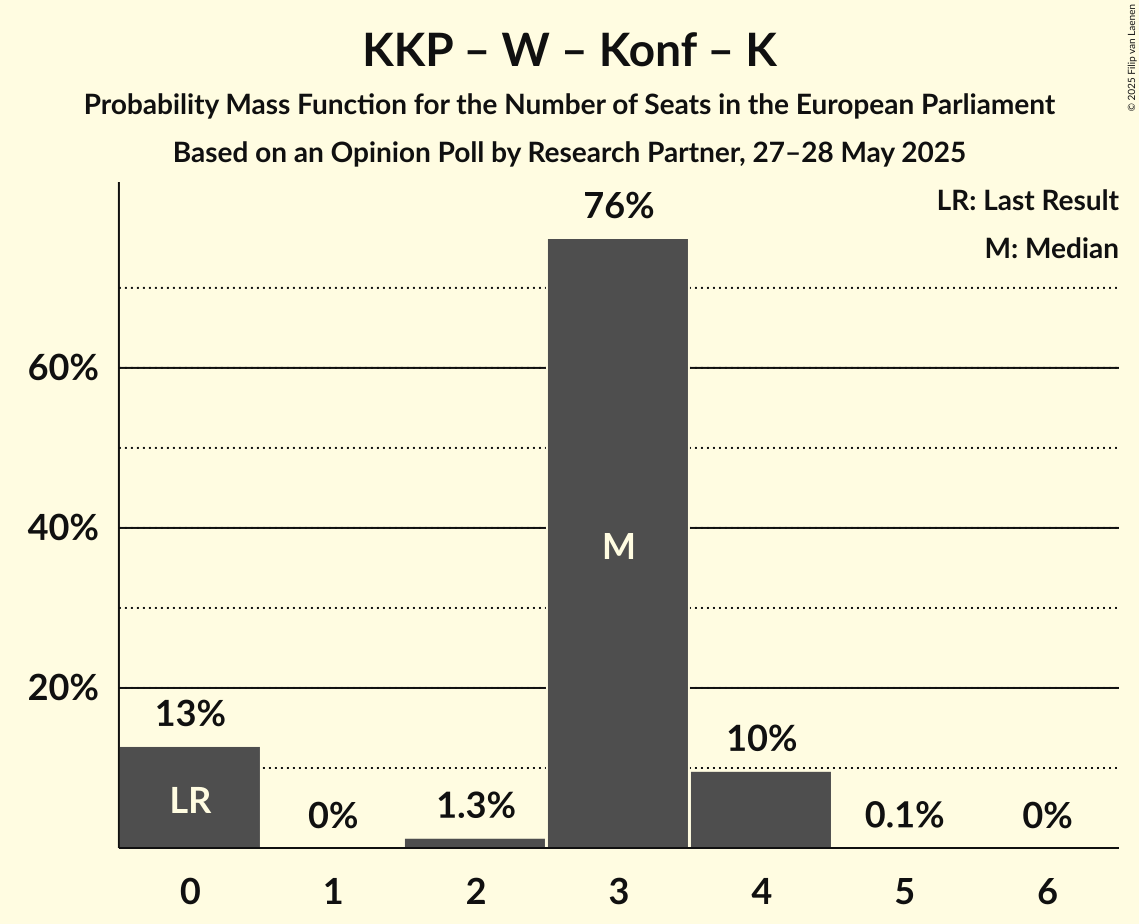 KKP – W – Konf – K
Probability Mass Function for the Number of Seats in the European Parliament
Based on an Opinion Poll by Research Partner, 27–28 May 2025
© 2025 Filip van Laenen
LR: Last Result
M: Median
76%
60%
40%
20%
M
13%
LR
0%
1.3%
10%
0.1%
0%
0 1 2 3 4 5 6